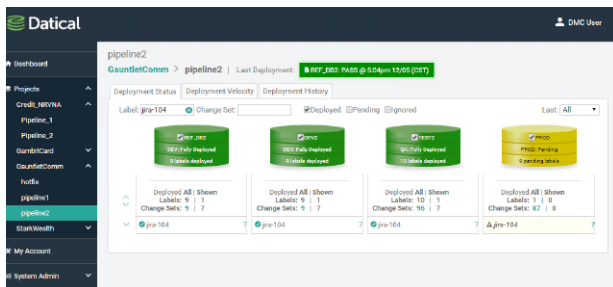 Datical
DMC User
Dashboard
Projects
Credit_NRVNA
Pipeline_1
Pipeline_2
GambitCard
GauntletComm
hotfix
pipeline1
pipeline2
StarkWealth
My Account
System Admin
pipeline2
GauntletComm > pipeline2 | Last Deployment: REF_DB2: PASS @ 5:04pm 12/05 (CST)
Deployment Status Deployment Velocity Deployment History
Label: jira-104 Change Set: Deployed Pending Ignored Last: All
REF_DB2
DEV: Fully Deployed
9 labels deployed
Deployed All | Shown
Labels: 9 | 1
Change Sets: 9 | 7
jira-104 7
DEV2
DEV: Fully Deployed
9 labels deployed
Deployed All | Shown
Labels: 9 | 1
Change Sets: 9 | 7
jira-104 7
TEST2
QA: Fully Deployed
10 labels deployed
Deployed All | Shown
Labels: 10 | 1
Change Sets: 96 | 7
jira-104 7
PROD
PROD: Pending
9 pending labels
Deployed All | Shown
Labels: 1 | 0
Change Sets: 87 | 0
jira-104 7